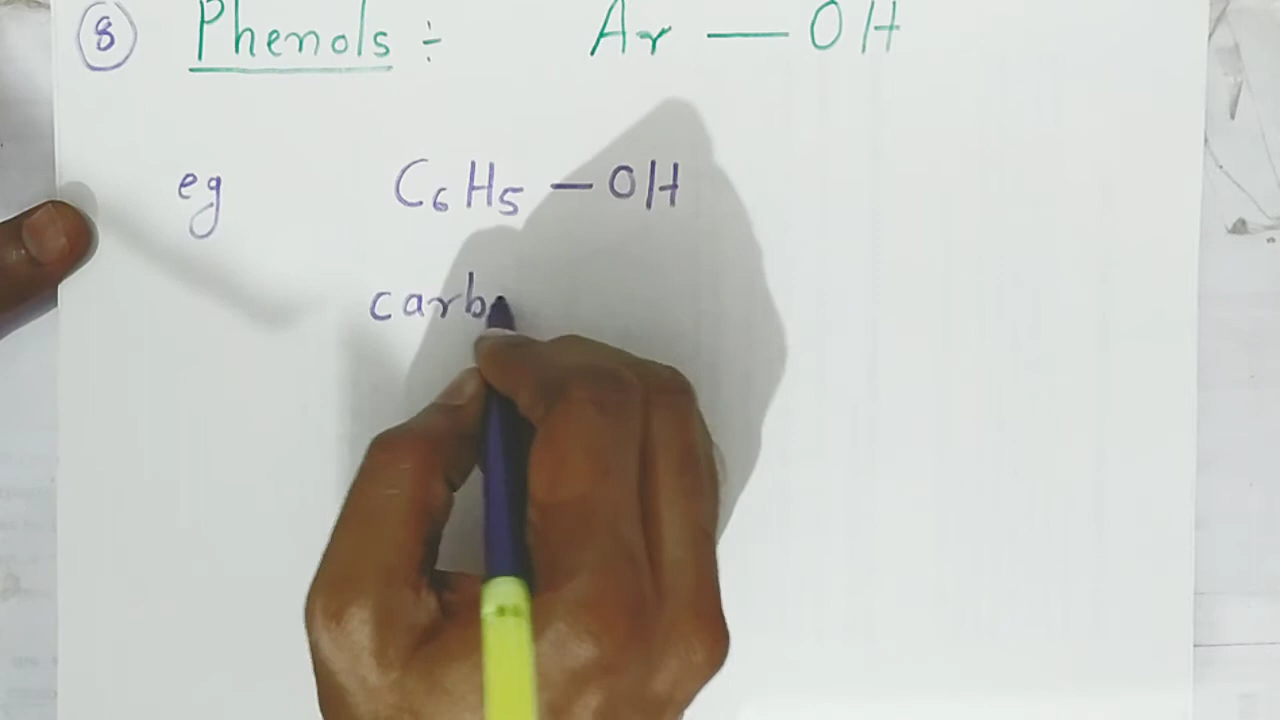 8 Phenols ÷ Ar — OH
eg C₆H₅ — OH
carb